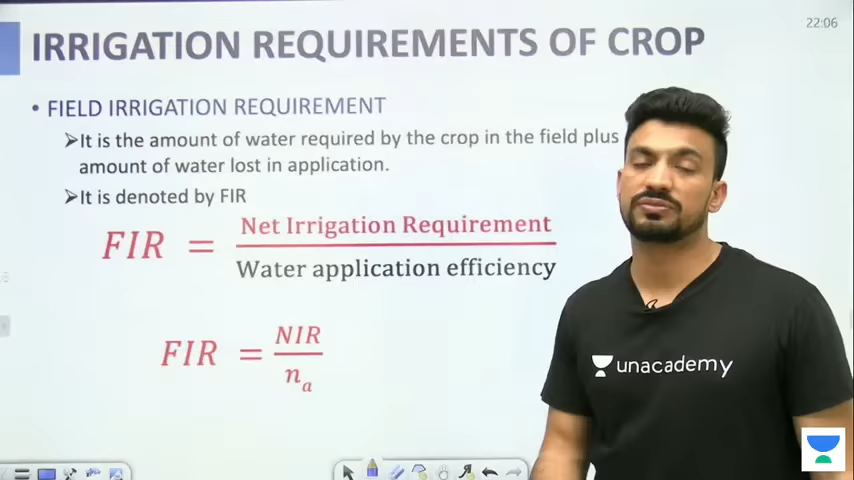 22:06
IRRIGATION REQUIREMENTS OF CROP
• FIELD IRRIGATION REQUIREMENT
➢It is the amount of water required by the crop in the field plus
amount of water lost in application.
➢It is denoted by FIR
FIR = Net Irrigation Requirement / Water application efficiency
FIR = NIR / nₐ
unacademy